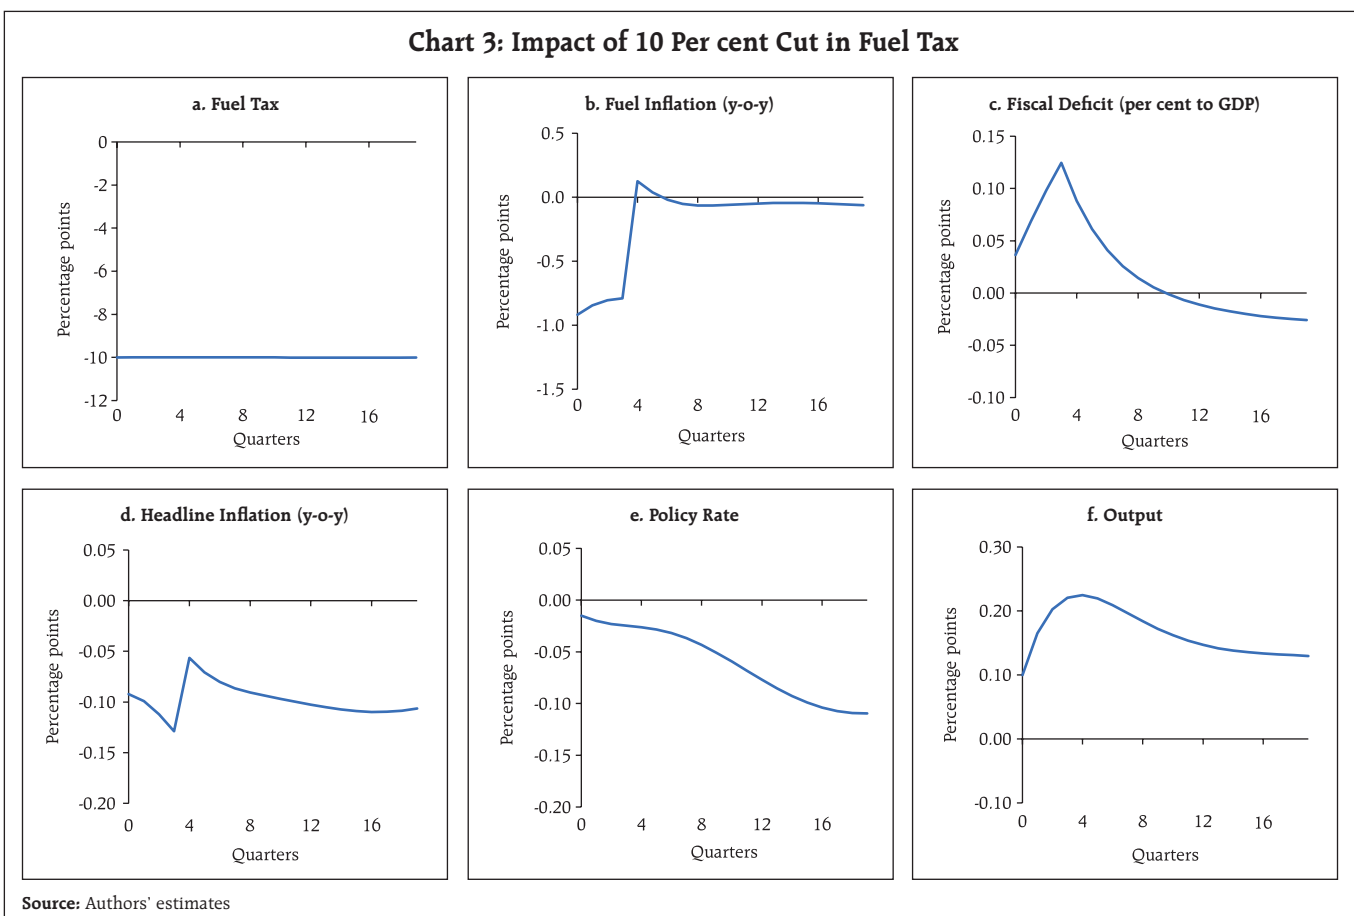 Chart 3: Impact of 10 Per cent Cut in Fuel Tax
a. Fuel Tax
Percentage points
0
-2
-4
-6
-8
-10
-12
0 4 8 12 16
Quarters
b. Fuel Inflation (y-o-y)
Percentage points
0.5
0.0
-0.5
-1.0
-1.5
0 4 8 12 16
Quarters
c. Fiscal Deficit (per cent to GDP)
Percentage points
0.15
0.10
0.05
0.00
-0.05
-0.10
0 4 8 12 16
Quarters
d. Headline Inflation (y-o-y)
Percentage points
0.05
0.00
-0.05
-0.10
-0.15
-0.20
0 4 8 12 16
Quarters
e. Policy Rate
Percentage points
0.05
0.00
-0.05
-0.10
-0.15
-0.20
0 4 8 12 16
Quarters
f. Output
Percentage points
0.30
0.20
0.10
0.00
-0.10
0 4 8 12 16
Quarters
Source: Authors' estimates